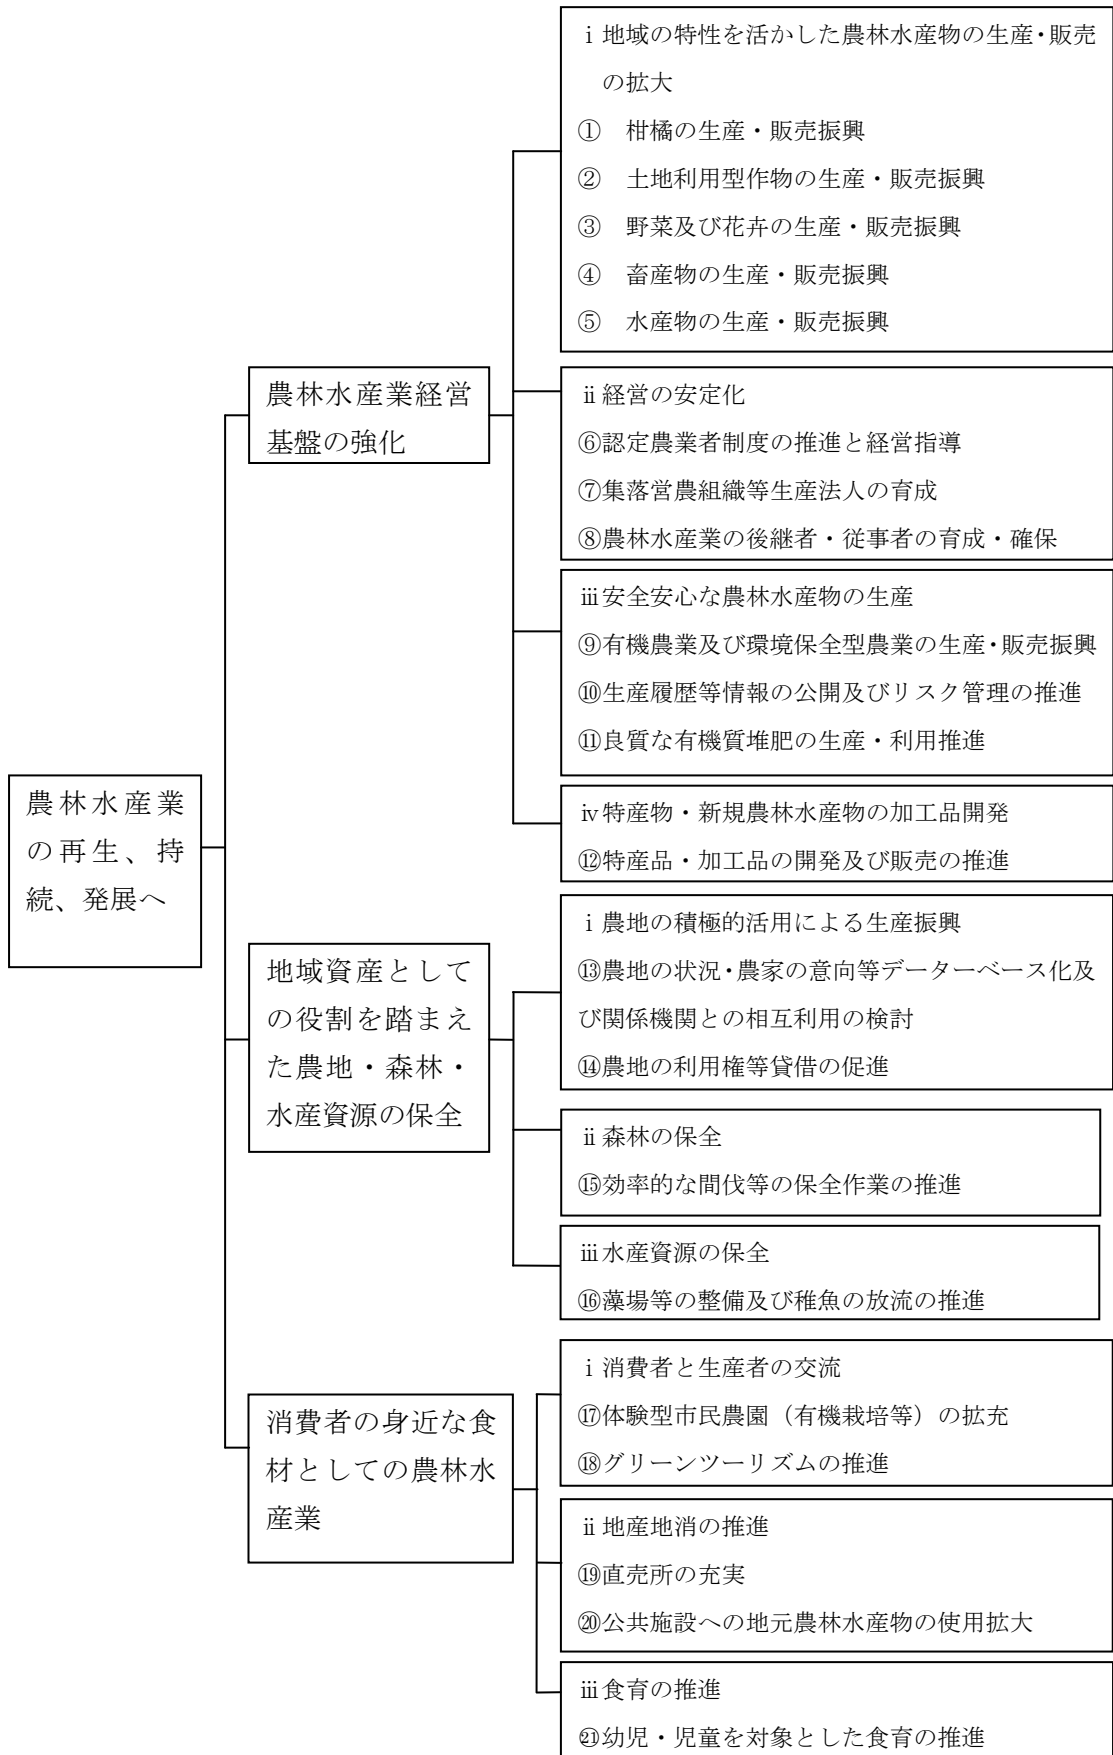 農林水産業
の再生、持
続、発展へ
農林水産業経営
基盤の強化
ⅰ地域の特性を活かした農林水産物の生産・販売
の拡大
①　柑橘の生産・販売振興
②　土地利用型作物の生産・販売振興
③　野菜及び花卉の生産・販売振興
④　畜産物の生産・販売振興
⑤　水産物の生産・販売振興
ⅱ経営の安定化
⑥認定農業者制度の推進と経営指導
⑦集落営農組織等生産法人の育成
⑧農林水産業の後継者・従事者の育成・確保
ⅲ安全安心な農林水産物の生産
⑨有機農業及び環境保全型農業の生産・販売振興
⑩生産履歴等情報の公開及びリスク管理の推進
⑪良質な有機質堆肥の生産・利用推進
ⅳ特産物・新規農林水産物の加工品開発
⑫特産品・加工品の開発及び販売の推進
地域資産として
の役割を踏まえ
た農地・森林・
水産資源の保全
ⅰ農地の積極的活用による生産振興
⑬農地の状況・農家の意向等データーベース化及
び関係機関との相互利用の検討
⑭農地の利用権等貸借の促進
ⅱ森林の保全
⑮効率的な間伐等の保全作業の推進
ⅲ水産資源の保全
⑯藻場等の整備及び稚魚の放流の推進
消費者の身近な食
材としての農林水
産業
ⅰ消費者と生産者の交流
⑰体験型市民農園（有機栽培等）の拡充
⑱グリーンツーリズムの推進
ⅱ地産地消の推進
⑲直売所の充実
⑳公共施設への地元農林水産物の使用拡大
ⅲ食育の推進
㉑幼児・児童を対象とした食育の推進